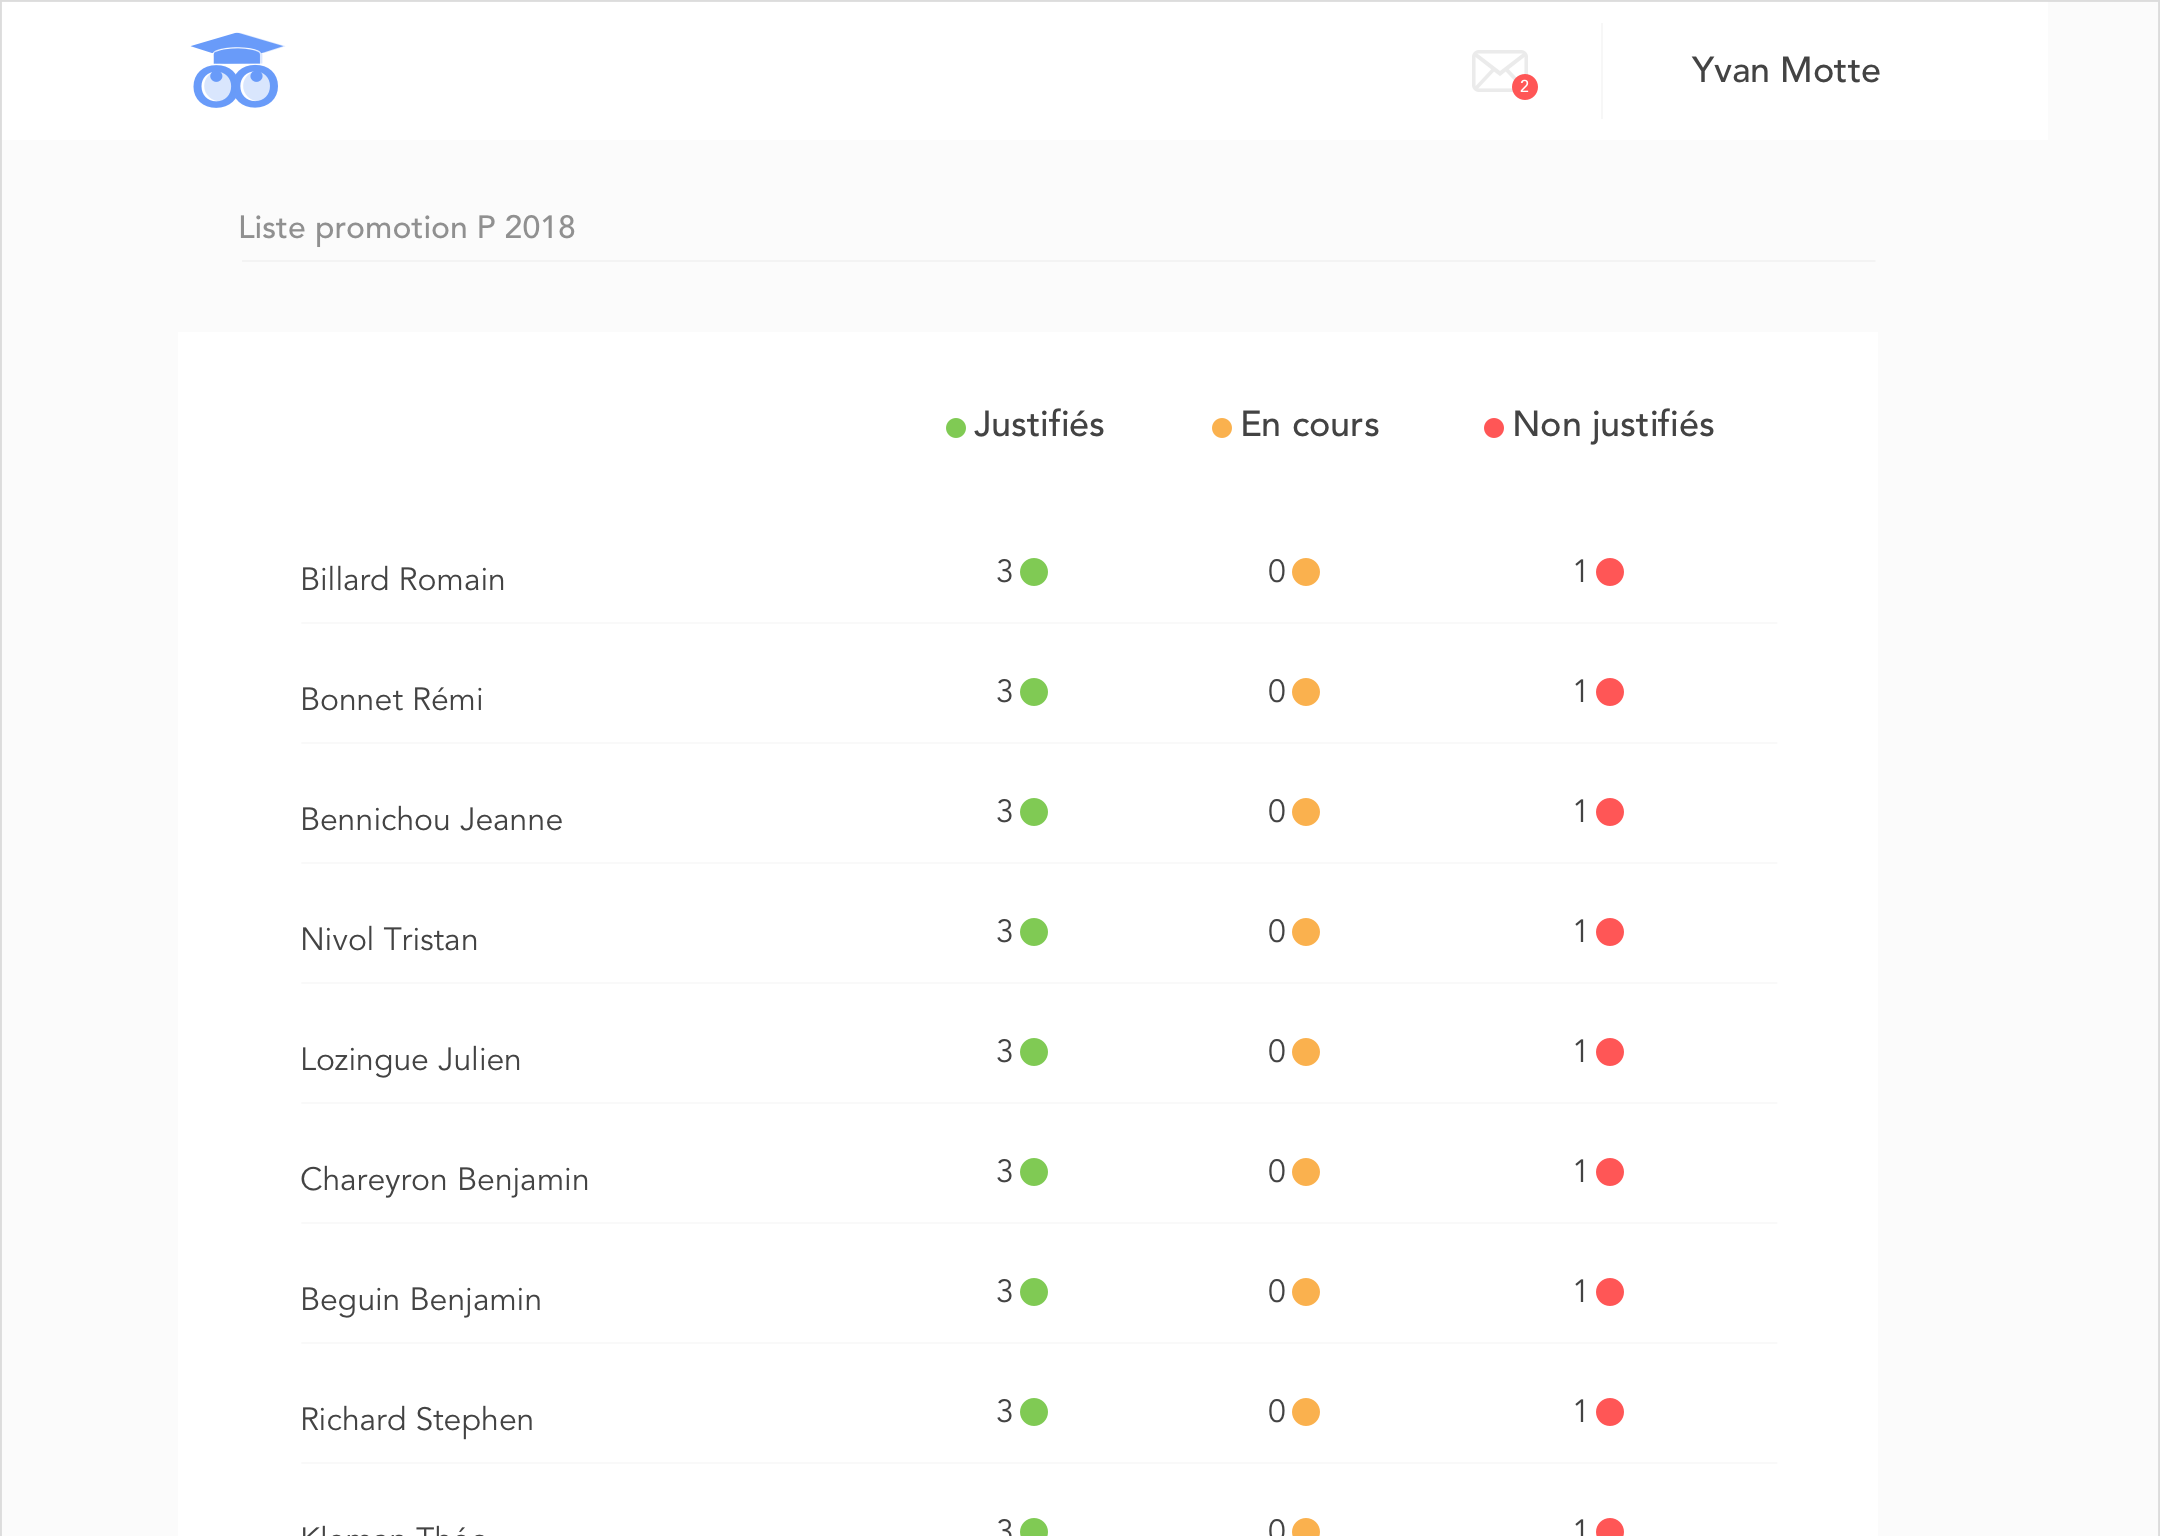 2
Yvan Motte
Liste promotion P 2018
Justifiés En cours Non justifiés
Billard Romain 3 0 1
Bonnet Rémi 3 0 1
Bennichou Jeanne 3 0 1
Nivol Tristan 3 0 1
Lozingue Julien 3 0 1
Chareyron Benjamin 3 0 1
Beguin Benjamin 3 0 1
Richard Stephen 3 0 1
3 0 1